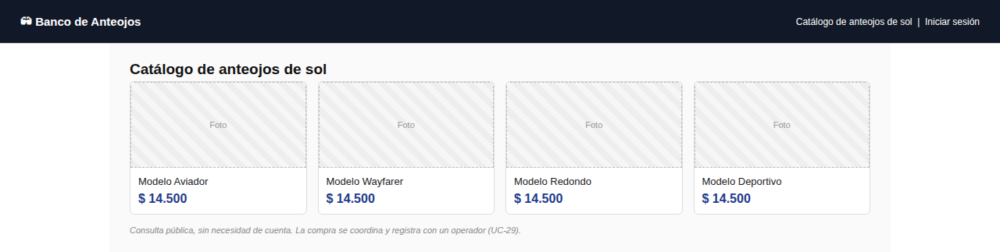 Banco de Anteojos
Catálogo de anteojos de sol | Iniciar sesión
Catálogo de anteojos de sol
Foto
Foto
Foto
Foto
Modelo Aviador
$ 14.500
Modelo Wayfarer
$ 14.500
Modelo Redondo
$ 14.500
Modelo Deportivo
$ 14.500
Consulta pública, sin necesidad de cuenta. La compra se coordina y registra con un operador (UC-29).